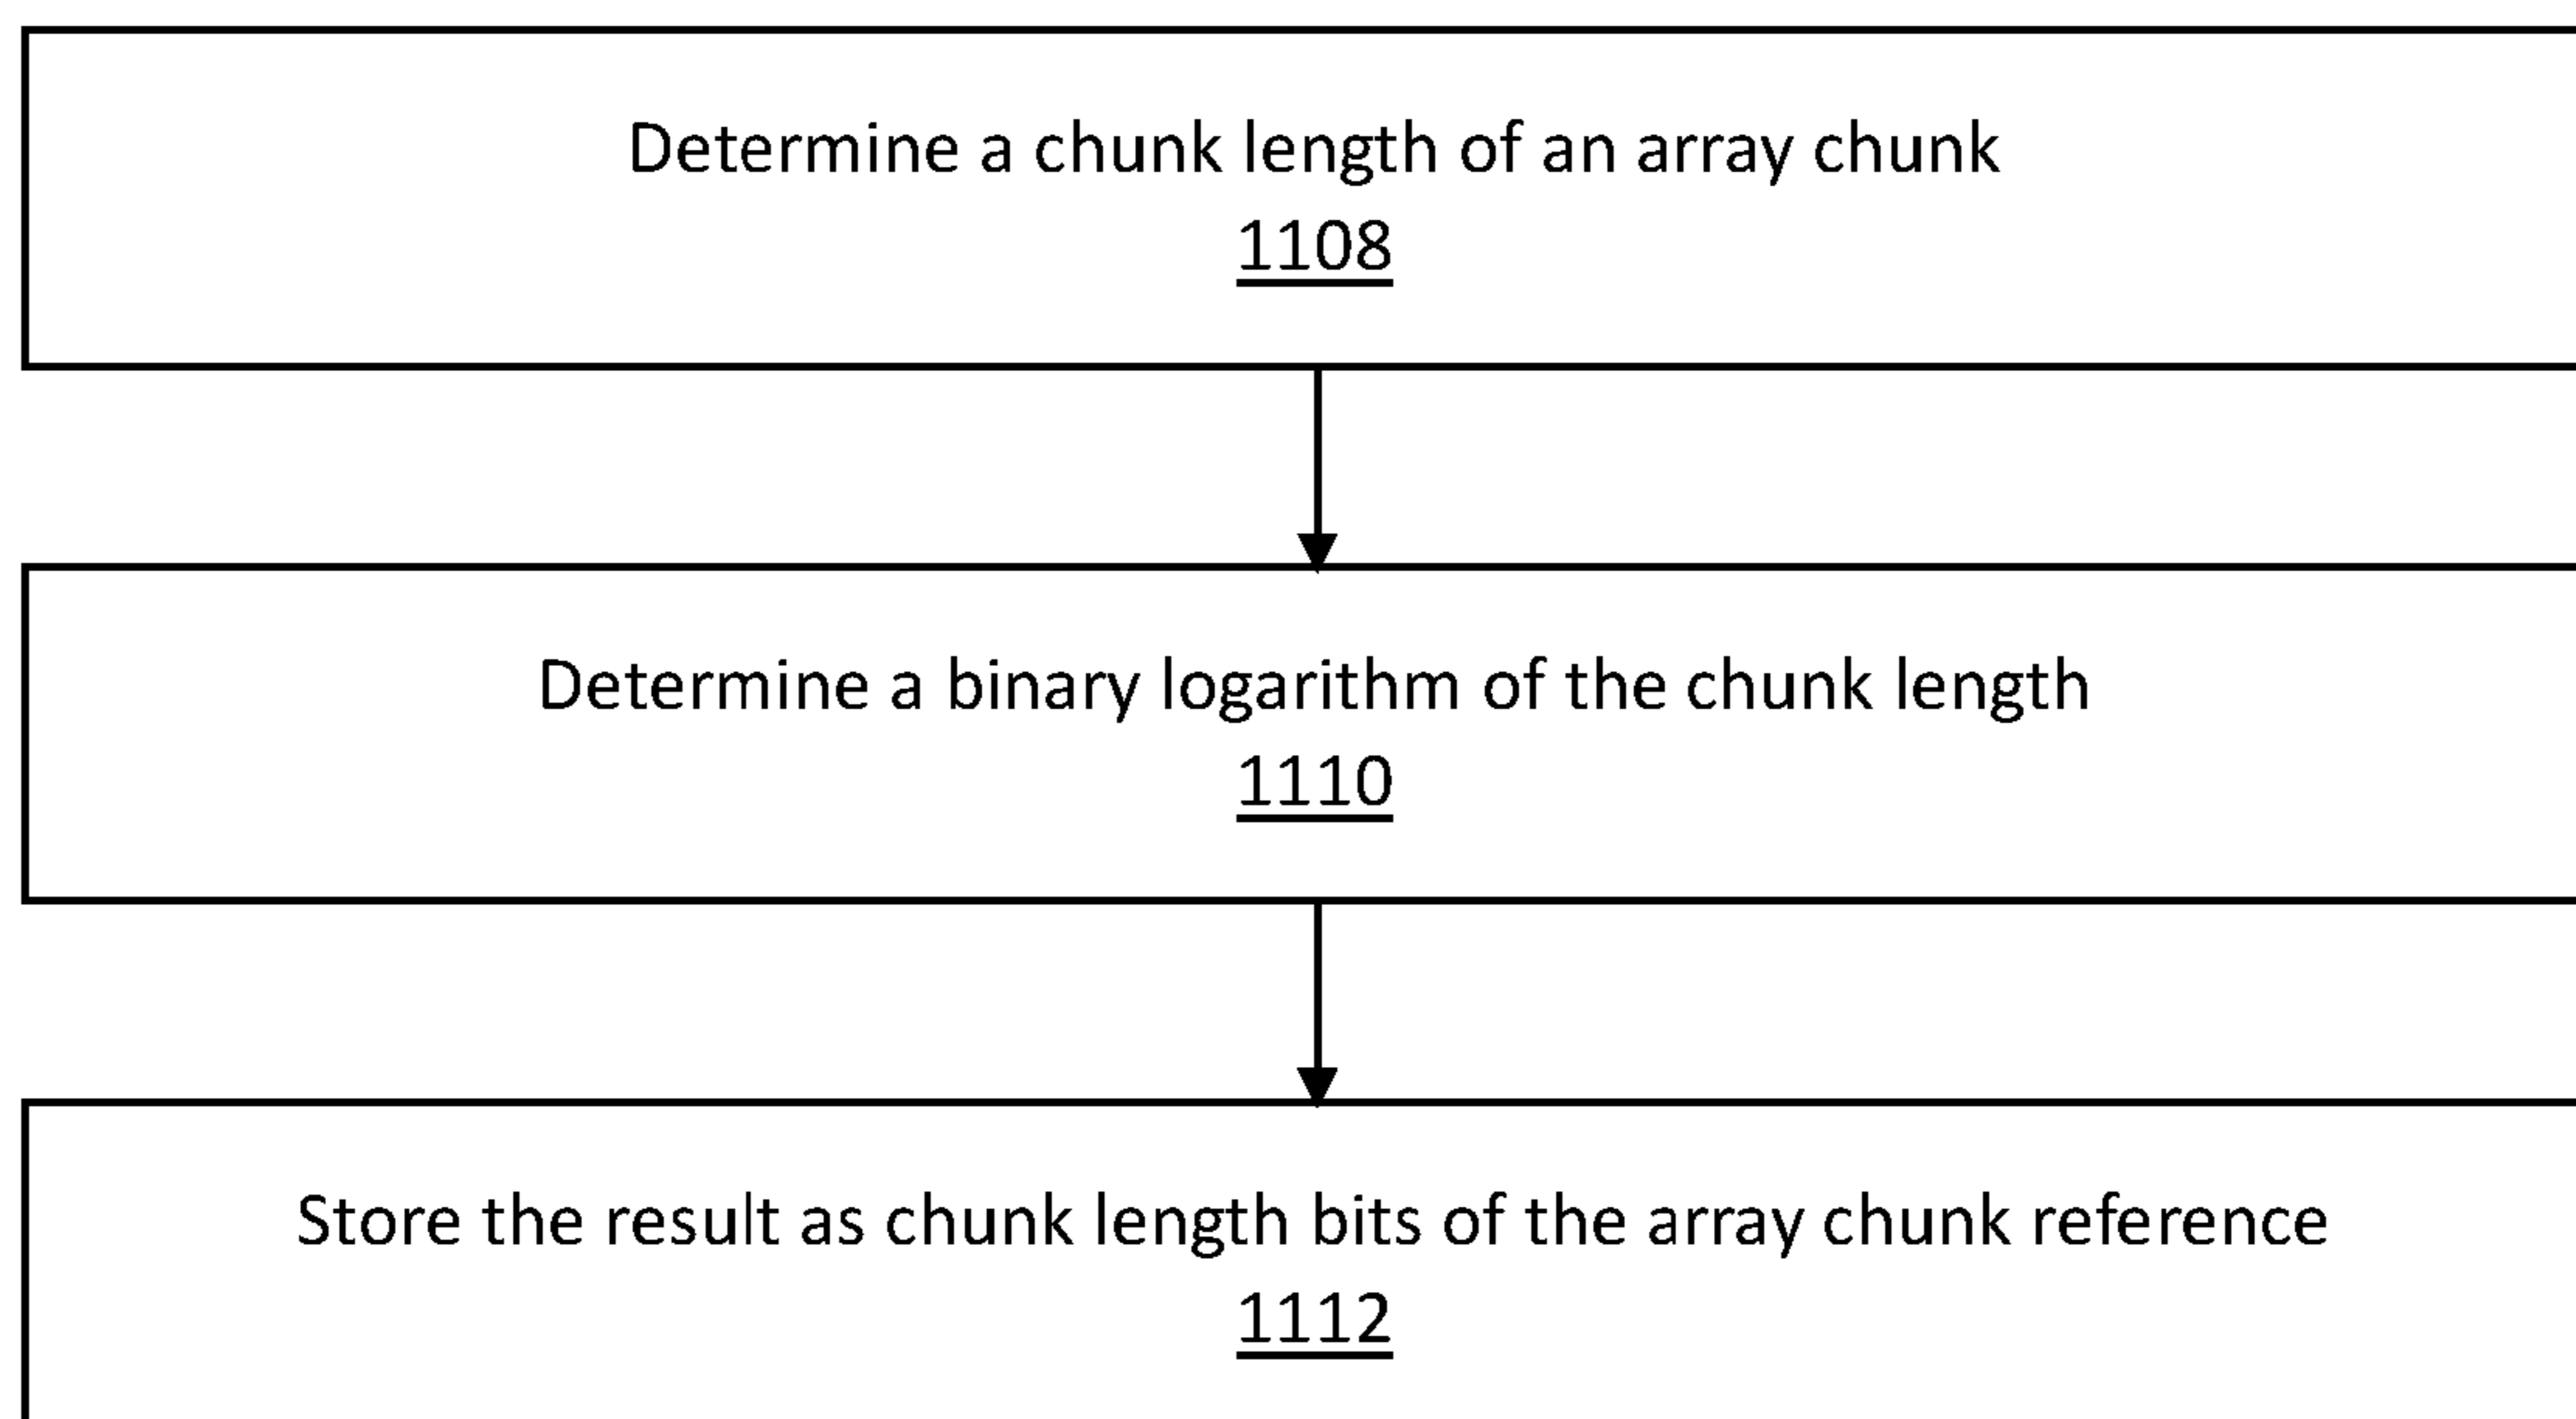 Determine a chunk length of an array chunk
1108
Determine a binary logarithm of the chunk length
1110
Store the result as chunk length bits of the array chunk reference
1112